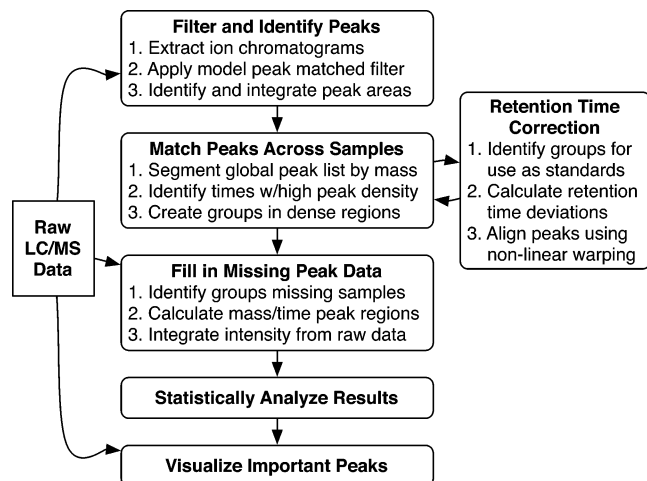 Filter and Identify Peaks
1. Extract ion chromatograms
2. Apply model peak matched filter
3. Identify and integrate peak areas
Match Peaks Across Samples
1. Segment global peak list by mass
2. Identify times w/high peak density
3. Create groups in dense regions
Retention Time
Correction
1. Identify groups for
use as standards
2. Calculate retention
time deviations
3. Align peaks using
non-linear warping
Raw
LC/MS
Data
Fill in Missing Peak Data
1. Identify groups missing samples
2. Calculate mass/time peak regions
3. Integrate intensity from raw data
Statistically Analyze Results
Visualize Important Peaks